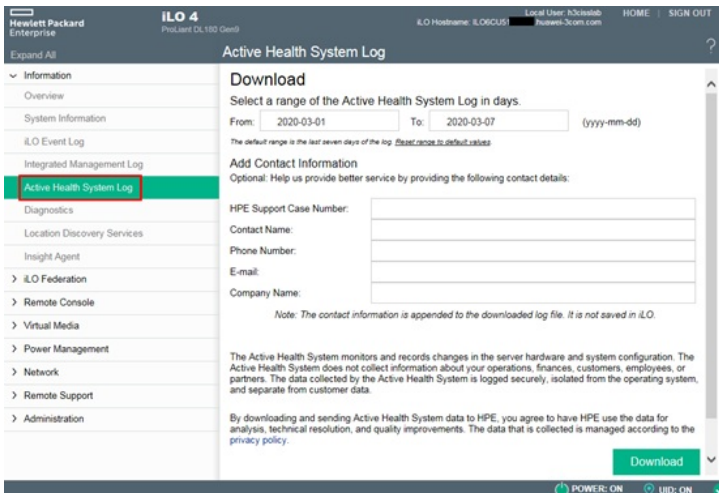 Hewlett Packard
Enterprise
iLO 4
ProLiant DL180 Gen9
Local User: h3cisslab
iLO Hostname: ILO6CU51 huawei-3com.com
HOME | SIGN OUT
Expand All
Active Health System Log
?
Information
Overview
System Information
iLO Event Log
Integrated Management Log
Active Health System Log
Diagnostics
Location Discovery Services
Insight Agent
iLO Federation
Remote Console
Virtual Media
Power Management
Network
Remote Support
Administration
Download
Select a range of the Active Health System Log in days.
From: 2020-03-01 To: 2020-03-07 (yyyy-mm-dd)
The default range is the last seven days of the log. Reset range to default values.
Add Contact Information
Optional: Help us provide better service by providing the following contact details:
HPE Support Case Number:
Contact Name:
Phone Number:
E-mail:
Company Name:
Note: The contact information is appended to the downloaded log file. It is not saved in iLO.
The Active Health System monitors and records changes in the server hardware and system configuration. The
Active Health System does not collect information about your operations, finances, customers, employees, or
partners. The data collected by the Active Health System is logged securely, isolated from the operating system,
and separate from customer data.
By downloading and sending Active Health System data to HPE, you agree to have HPE use the data for
analysis, technical resolution, and quality improvements. The data that is collected is managed according to the
privacy policy.
Download
POWER: ON UID: ON